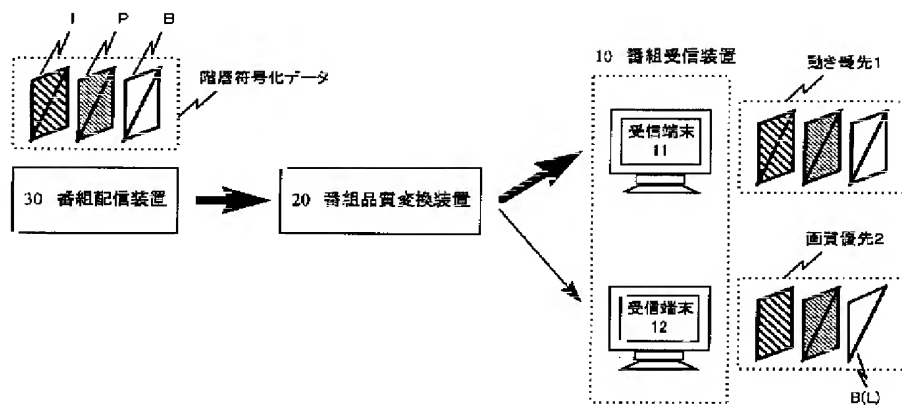 I P B
階層符号化データ
30 番組配信装置
20 番組品質変換装置
10 番組受信装置
受信端末
11
受信端末
12
動き優先1
画質優先2
B(L)